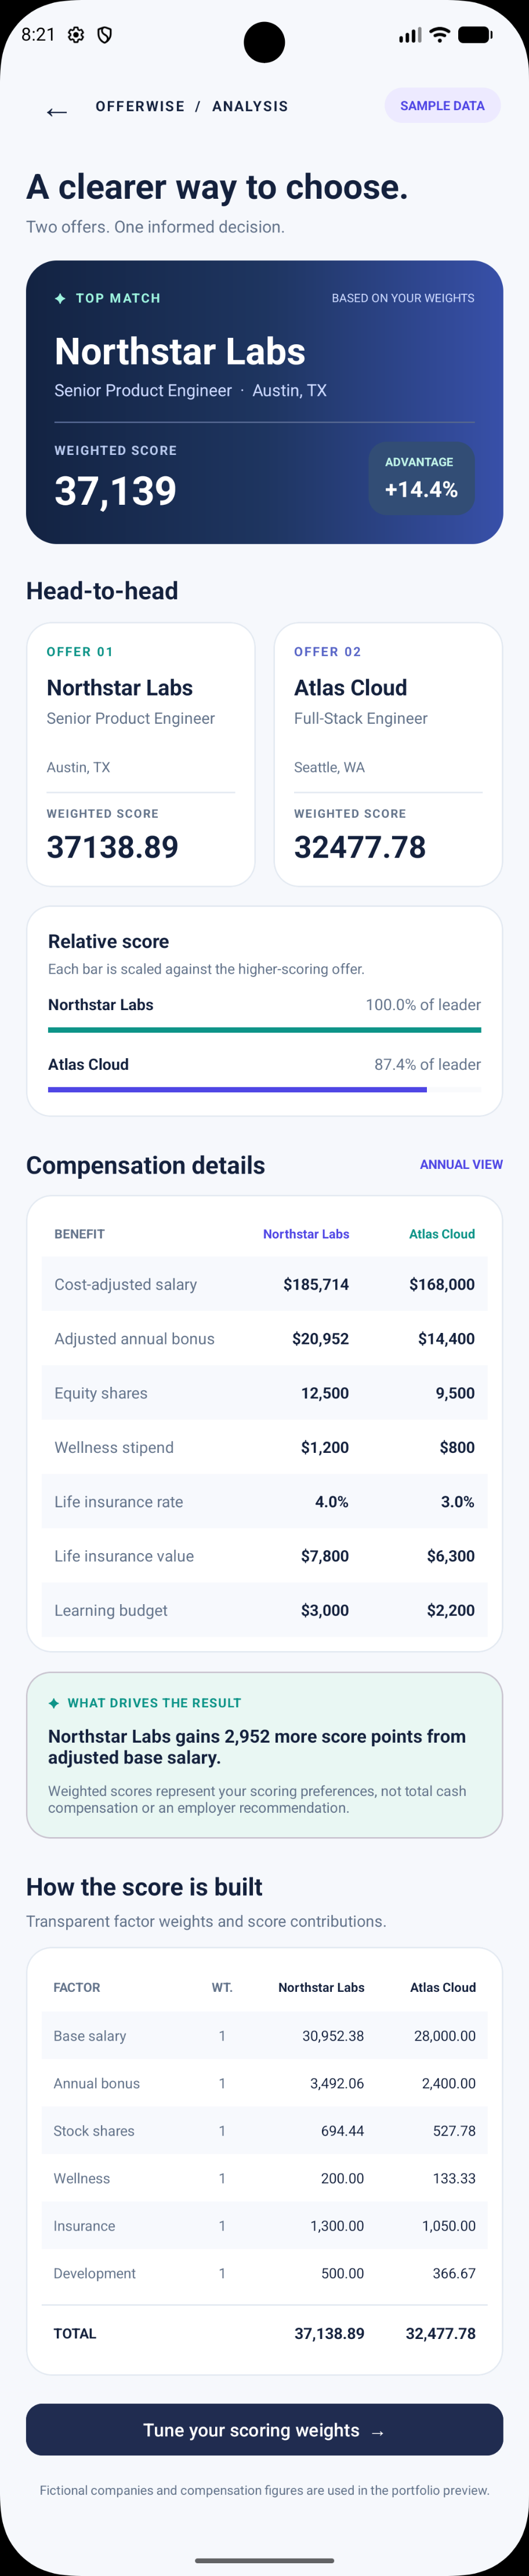 8:21
← OFFERWISE / ANALYSIS SAMPLE DATA
A clearer way to choose.
Two offers. One informed decision.
✦ TOP MATCH BASED ON YOUR WEIGHTS
Northstar Labs
Senior Product Engineer · Austin, TX
WEIGHTED SCORE
37,139
ADVANTAGE
+14.4%
Head-to-head
OFFER 01
Northstar Labs
Senior Product Engineer
Austin, TX
WEIGHTED SCORE
37138.89
OFFER 02
Atlas Cloud
Full-Stack Engineer
Seattle, WA
WEIGHTED SCORE
32477.78
Relative score
Each bar is scaled against the higher-scoring offer.
Northstar Labs 100.0% of leader
Atlas Cloud 87.4% of leader
Compensation details ANNUAL VIEW
BENEFIT Northstar Labs Atlas Cloud
Cost-adjusted salary $185,714 $168,000
Adjusted annual bonus $20,952 $14,400
Equity shares 12,500 9,500
Wellness stipend $1,200 $800
Life insurance rate 4.0% 3.0%
Life insurance value $7,800 $6,300
Learning budget $3,000 $2,200
✦ WHAT DRIVES THE RESULT
Northstar Labs gains 2,952 more score points from
adjusted base salary.
Weighted scores represent your scoring preferences, not total cash
compensation or an employer recommendation.
How the score is built
Transparent factor weights and score contributions.
FACTOR WT. Northstar Labs Atlas Cloud
Base salary 1 30,952.38 28,000.00
Annual bonus 1 3,492.06 2,400.00
Stock shares 1 694.44 527.78
Wellness 1 200.00 133.33
Insurance 1 1,300.00 1,050.00
Development 1 500.00 366.67
TOTAL 37,138.89 32,477.78
Tune your scoring weights →
Fictional companies and compensation figures are used in the portfolio preview.